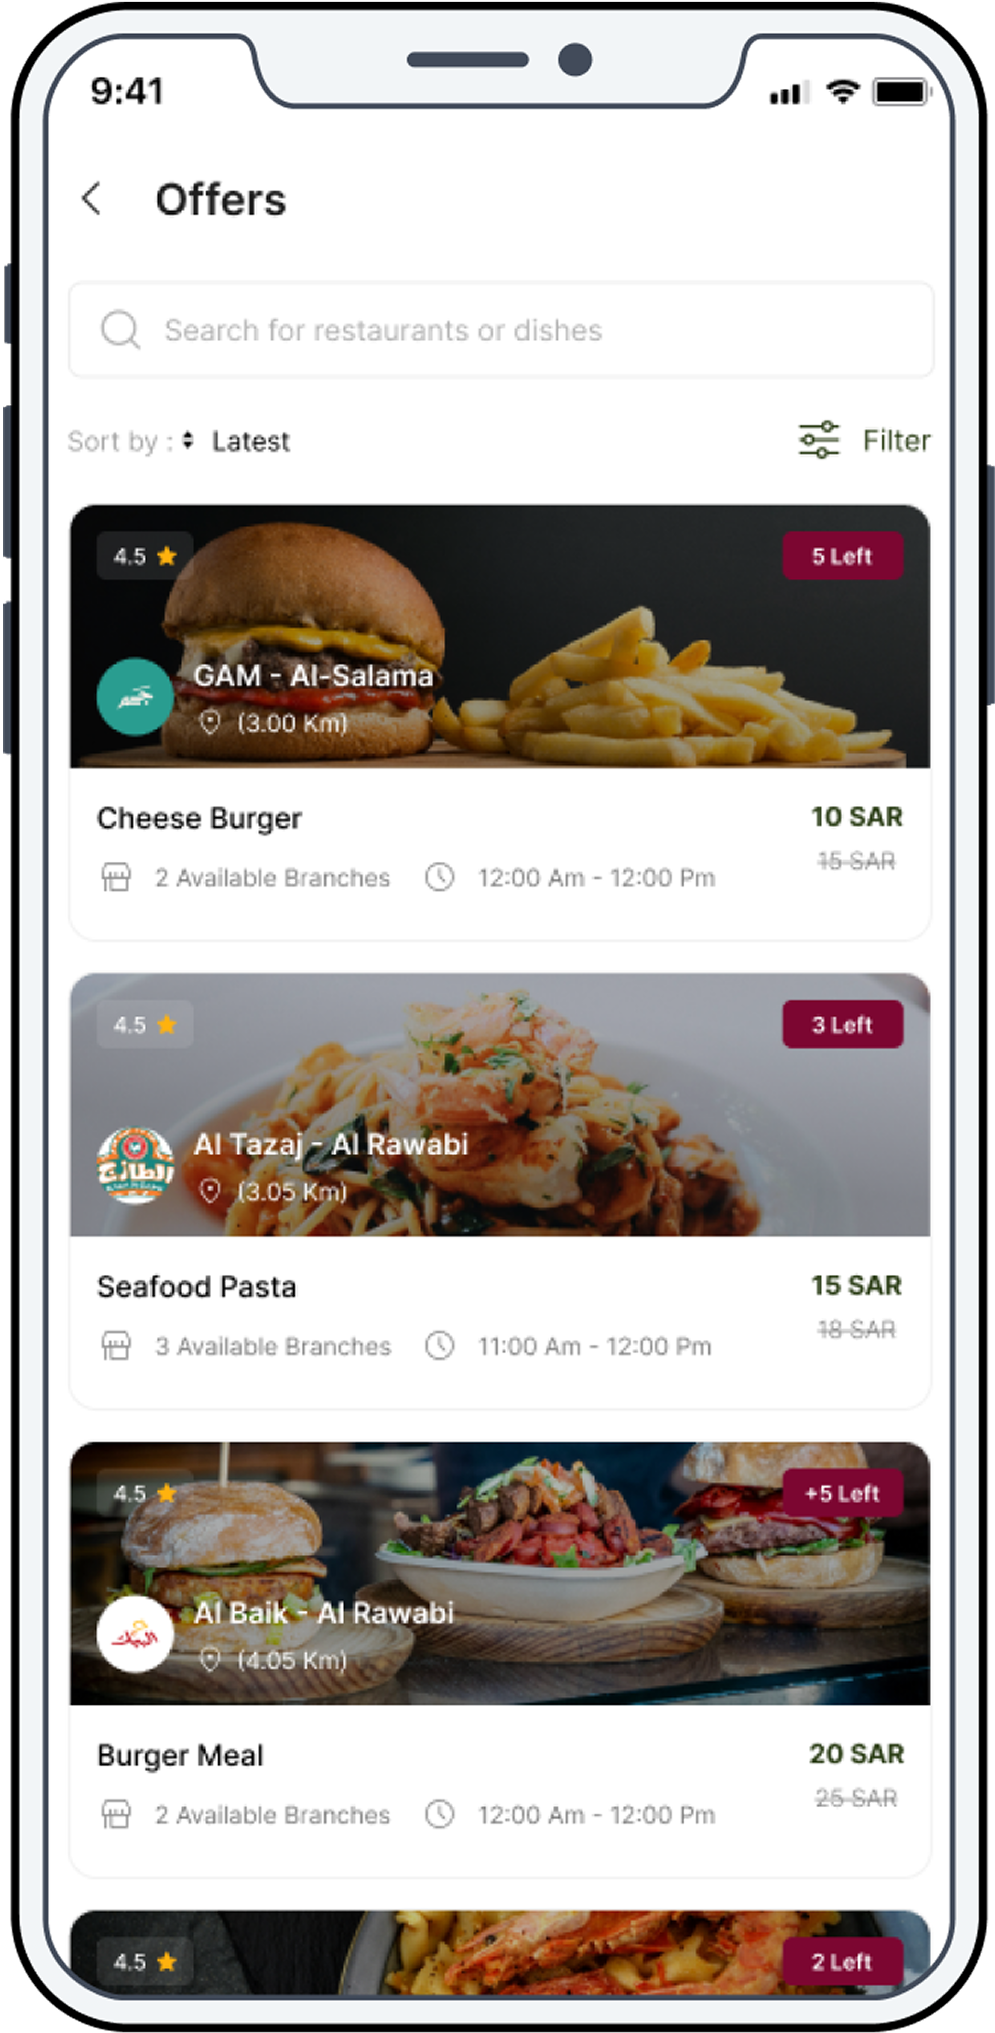 9:41
Offers
Search for restaurants or dishes
Sort by : Latest
Filter
4.5
5 Left
GAM - Al-Salama
(3.00 Km)
Cheese Burger
10 SAR
15 SAR
2 Available Branches
12:00 Am - 12:00 Pm
4.5
3 Left
الطازج
Al Tazaj - Al Rawabi
(3.05 Km)
Seafood Pasta
15 SAR
18 SAR
3 Available Branches
11:00 Am - 12:00 Pm
4.5
+5 Left
البيك
Al Baik - Al Rawabi
(4.05 Km)
Burger Meal
20 SAR
25 SAR
2 Available Branches
12:00 Am - 12:00 Pm
4.5
2 Left